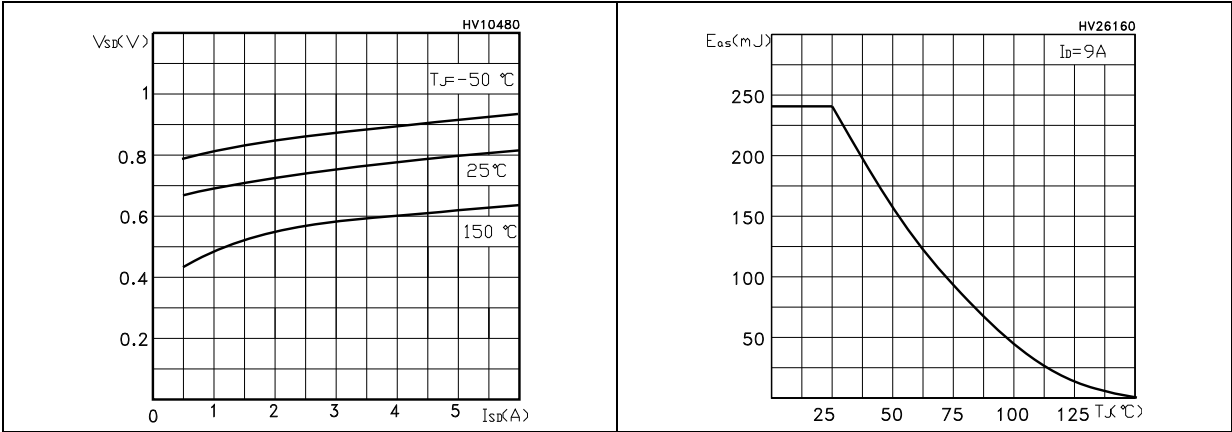 HV10480
VSD(V)
TJ=-50 °C
1
0.8
25°C
0.6
150 °C
0.4
0.2
0 1 2 3 4 5 ISD(A)
HV26160
Eas(mJ)
ID=9A
250
200
150
100
50
25 50 75 100 125 TJ(°C)